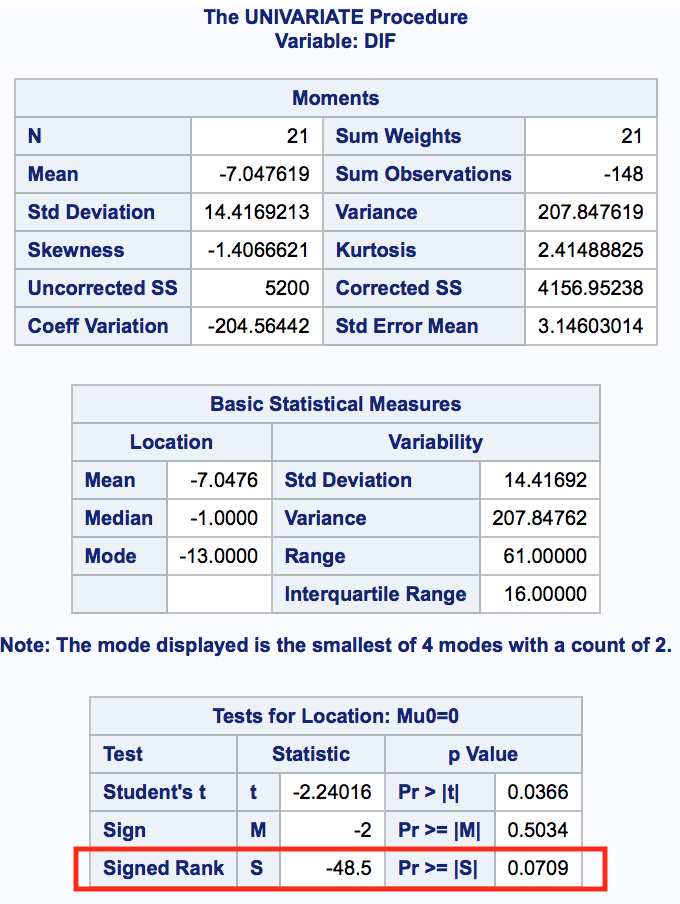 The UNIVARIATE Procedure
Variable: DIF
Moments
N 21 Sum Weights 21
Mean -7.047619 Sum Observations -148
Std Deviation 14.4169213 Variance 207.847619
Skewness -1.4066621 Kurtosis 2.41488825
Uncorrected SS 5200 Corrected SS 4156.95238
Coeff Variation -204.56442 Std Error Mean 3.14603014
Basic Statistical Measures
Location Variability
Mean -7.0476 Std Deviation 14.41692
Median -1.0000 Variance 207.84762
Mode -13.0000 Range 61.00000
Interquartile Range 16.00000
Note: The mode displayed is the smallest of 4 modes with a count of 2.
Tests for Location: Mu0=0
Test Statistic p Value
Student's t t -2.24016 Pr > |t| 0.0366
Sign M -2 Pr >= |M| 0.5034
Signed Rank S -48.5 Pr >= |S| 0.0709